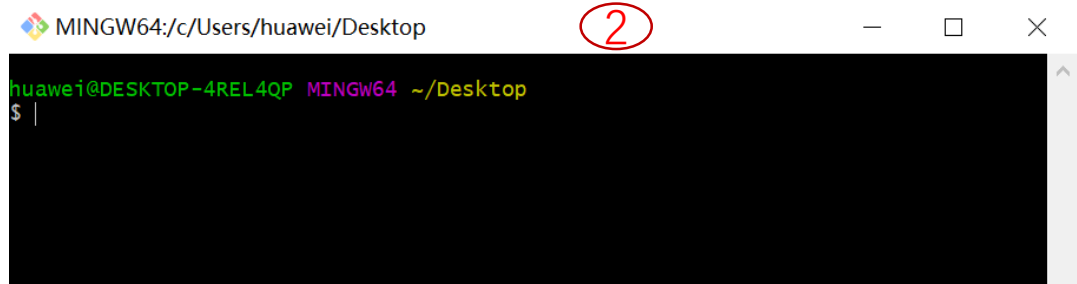 MINGW64:/c/Users/huawei/Desktop
2
huawei@DESKTOP-4REL4QP MINGW64 ~/Desktop
$